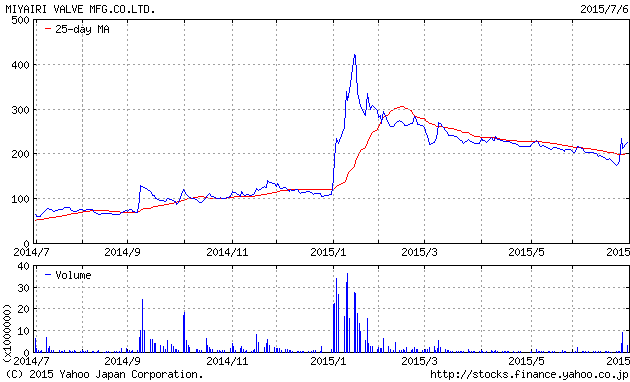 MIYAIRI VALVE MFG.CO.LTD. 2015/7/6
500
25-day MA
400
300
200
100
0
2014/7 2014/9 2014/11 2015/1 2015/3 2015/5 2015
40
Volume
30
20
10
0
(x1000000)
2014/7 2014/9 2014/11 2015/1 2015/3 2015/5 2015
(C) 2015 Yahoo Japan Corporation. http://stocks.finance.yahoo.co.jp